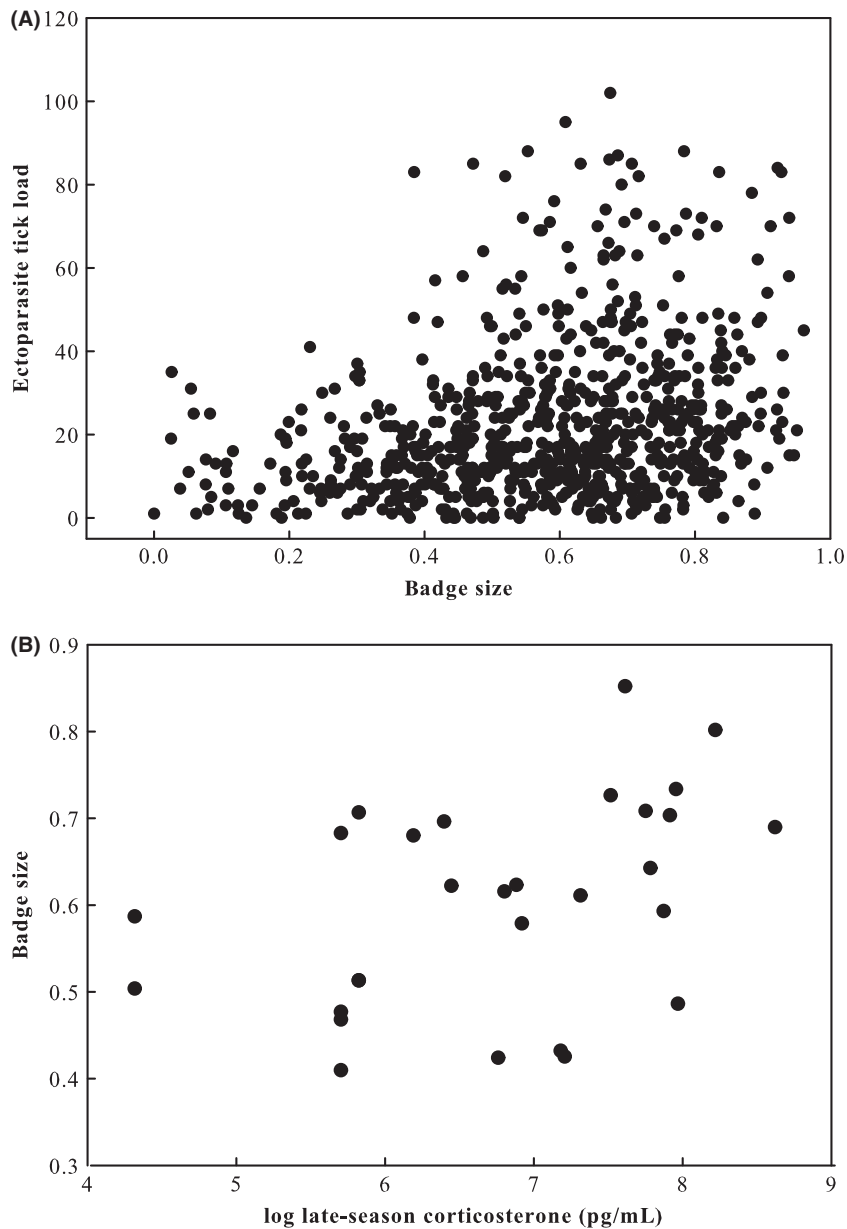 (A)
120
100
80
60
40
20
0
Ectoparasite tick load
0.0 0.2 0.4 0.6 0.8 1.0
Badge size
(B)
0.9
0.8
0.7
0.6
0.5
0.4
0.3
Badge size
4 5 6 7 8 9
log late-season corticosterone (pg/mL)